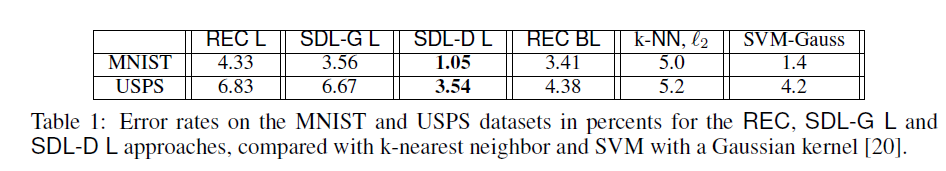 REC L SDL-G L SDL-D L REC BL k-NN, ℓ2 SVM-Gauss
MNIST 4.33 3.56 1.05 3.41 5.0 1.4
USPS 6.83 6.67 3.54 4.38 5.2 4.2
Table 1: Error rates on the MNIST and USPS datasets in percents for the REC, SDL-G L and
SDL-D L approaches, compared with k-nearest neighbor and SVM with a Gaussian kernel [20].